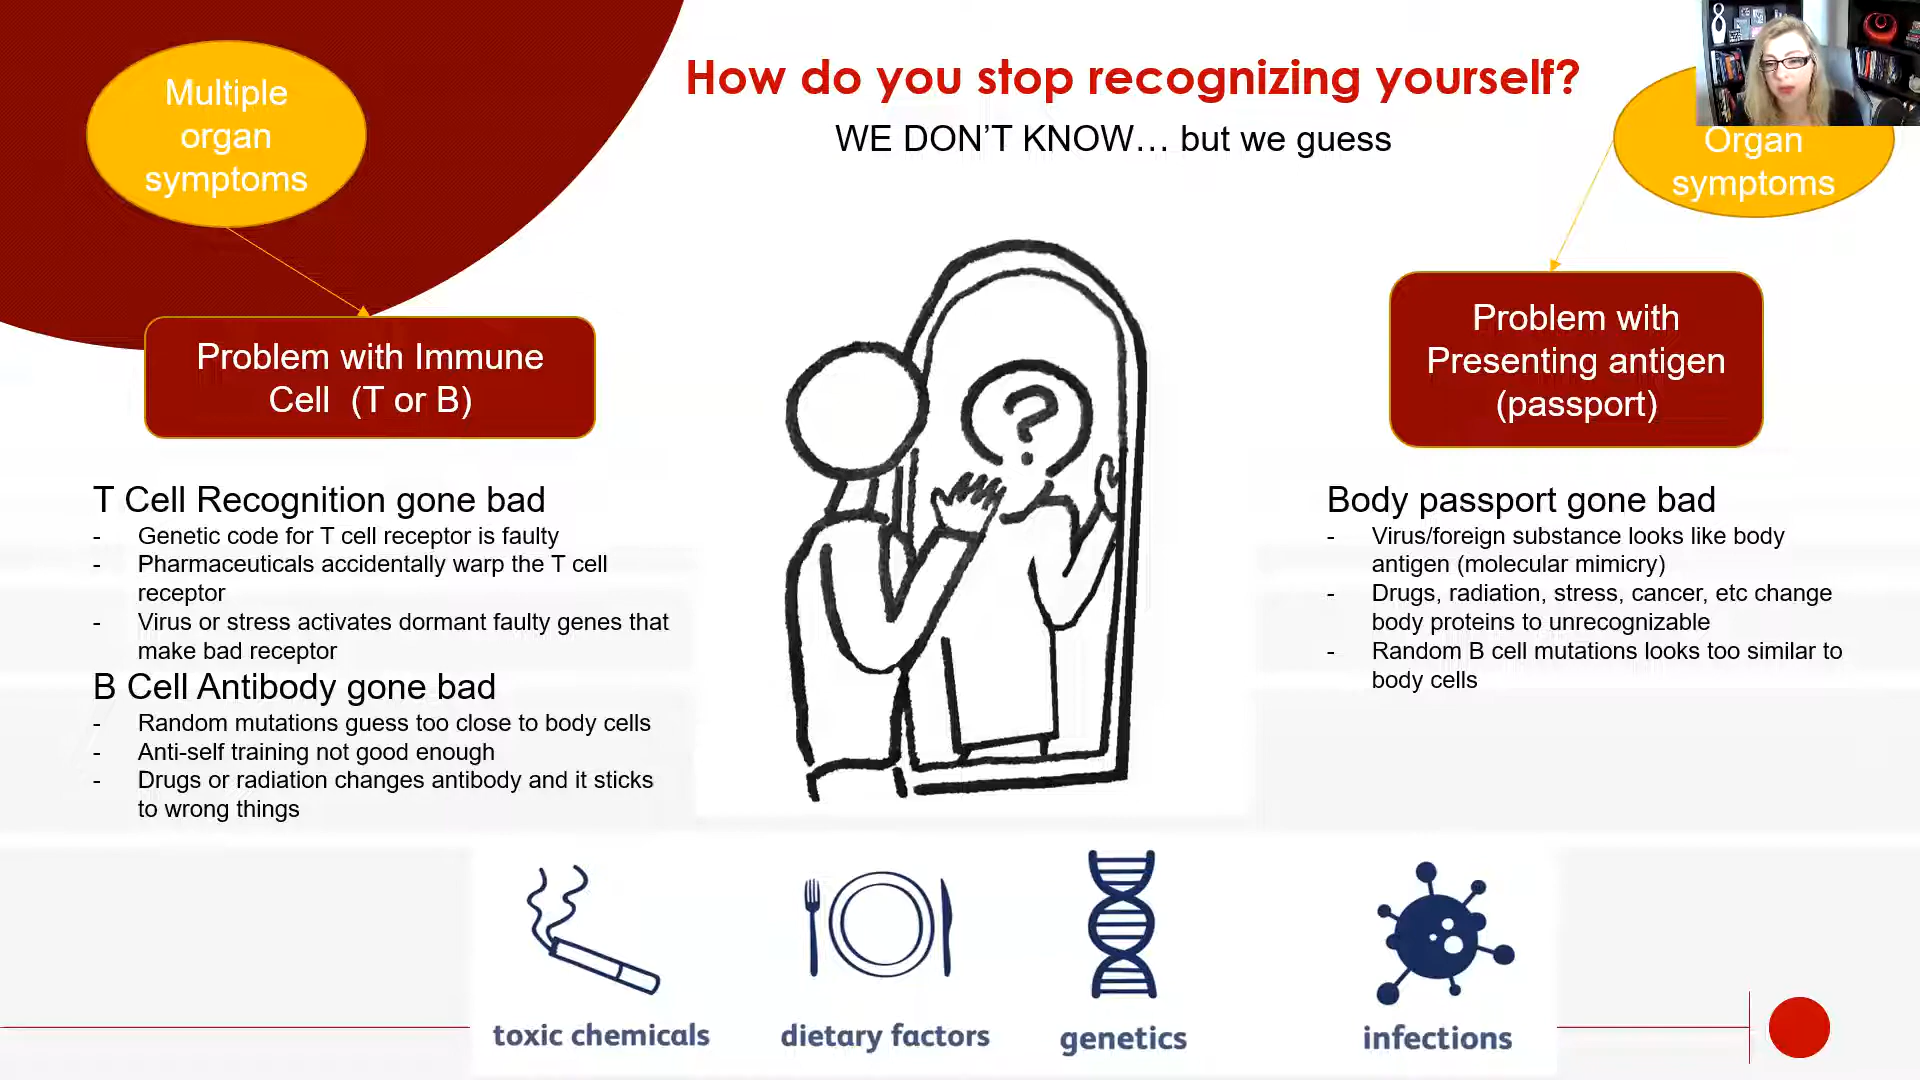 How do you stop recognizing yourself?
WE DON'T KNOW… but we guess
Multiple
organ
symptoms
Organ
symptoms
Problem with Immune
Cell (T or B)
Problem with
Presenting antigen
(passport)
T Cell Recognition gone bad
- Genetic code for T cell receptor is faulty
- Pharmaceuticals accidentally warp the T cell
receptor
- Virus or stress activates dormant faulty genes that
make bad receptor
B Cell Antibody gone bad
- Random mutations guess too close to body cells
- Anti-self training not good enough
- Drugs or radiation changes antibody and it sticks
to wrong things
?
Body passport gone bad
- Virus/foreign substance looks like body
antigen (molecular mimicry)
- Drugs, radiation, stress, cancer, etc change
body proteins to unrecognizable
- Random B cell mutations looks too similar to
body cells
toxic chemicals
dietary factors
genetics
infections